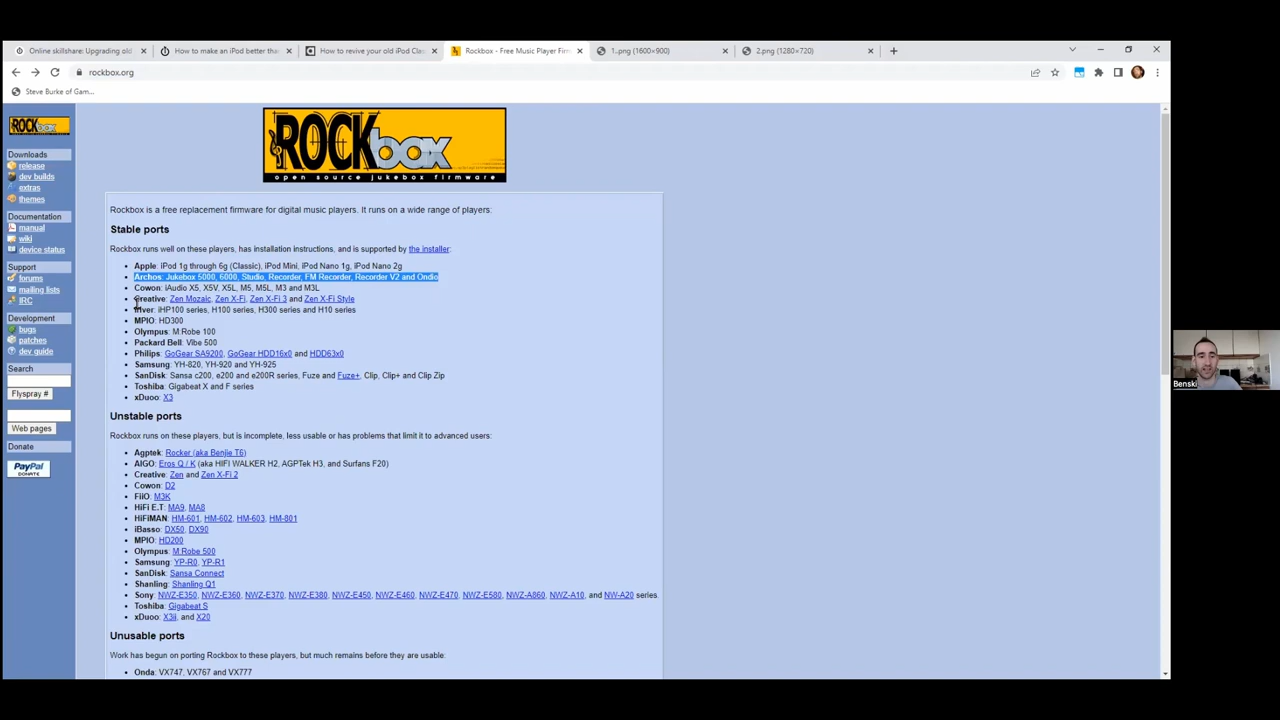 Online skillshare: Upgrading old
How to make an iPod better tha
How to revive your old iPod Clas
Rockbox - Free Music Player Firm
1..png (1600×900)
2.png (1280×720)
rockbox.org
Steve Burke of Gam...
ROCKbox
Downloads
release
dev builds
extras
themes
Documentation
manual
wiki
device status
Support
forums
mailing lists
IRC
Development
bugs
patches
dev guide
Search
Flyspray #
Web pages
Donate
PayPal
DONATE
ROCKbox
open source jukebox firmware
Rockbox is a free replacement firmware for digital music players. It runs on a wide range of players:
Stable ports
Rockbox runs well on these players, has installation instructions, and is supported by the installer:
Apple: iPod 1g through 6g (Classic), iPod Mini, iPod Nano 1g, iPod Nano 2g
Archos: Jukebox 5000, 6000, Studio, Recorder, FM Recorder, Recorder V2 and Ondio
Cowon: iAudio X5, X5V, X5L, M5, M5L, M3 and M3L
Creative: Zen Mozaic, Zen X-Fi, Zen X-Fi 3 and Zen X-Fi Style
iriver: iHP100 series, H100 series, H300 series and H10 series
MPIO: HD300
Olympus: M:Robe 100
Packard Bell: Vibe 500
Philips: GoGear SA9200, GoGear HDD16x0 and HDD63x0
Samsung: YH-820, YH-920 and YH-925
SanDisk: Sansa c200, e200 and e200R series, Fuze and Fuze+, Clip, Clip+ and Clip Zip
Toshiba: Gigabeat X and F series
xDuoo: X3
Unstable ports
Rockbox runs on these players, but is incomplete, less usable or has problems that limit it to advanced users:
Agptek: Rocker (aka Benjie T6)
AIGO: Eros Q / K (aka HIFI WALKER H2, AGPTek H3, and Surfans F20)
Creative: Zen and Zen X-Fi 2
Cowon: D2
FiiO: M3K
HiFi E.T: MA9, MA8
HiFiMAN: HM-601, HM-602, HM-603, HM-801
iBasso: DX50, DX90
MPIO: HD200
Olympus: M:Robe 500
Samsung: YP-R0, YP-R1
SanDisk: Sansa Connect
Shanling: Shanling Q1
Sony: NWZ-E350, NWZ-E360, NWZ-E370, NWZ-E380, NWZ-E450, NWZ-E460, NWZ-E470, NWZ-E580, NWZ-A860, NWZ-A10, and NW-A20 series.
Toshiba: Gigabeat S
xDuoo: X3ii, and X20
Unusable ports
Work has begun on porting Rockbox to these players, but much remains before they are usable:
Onda: VX747, VX767 and VX777
Benski